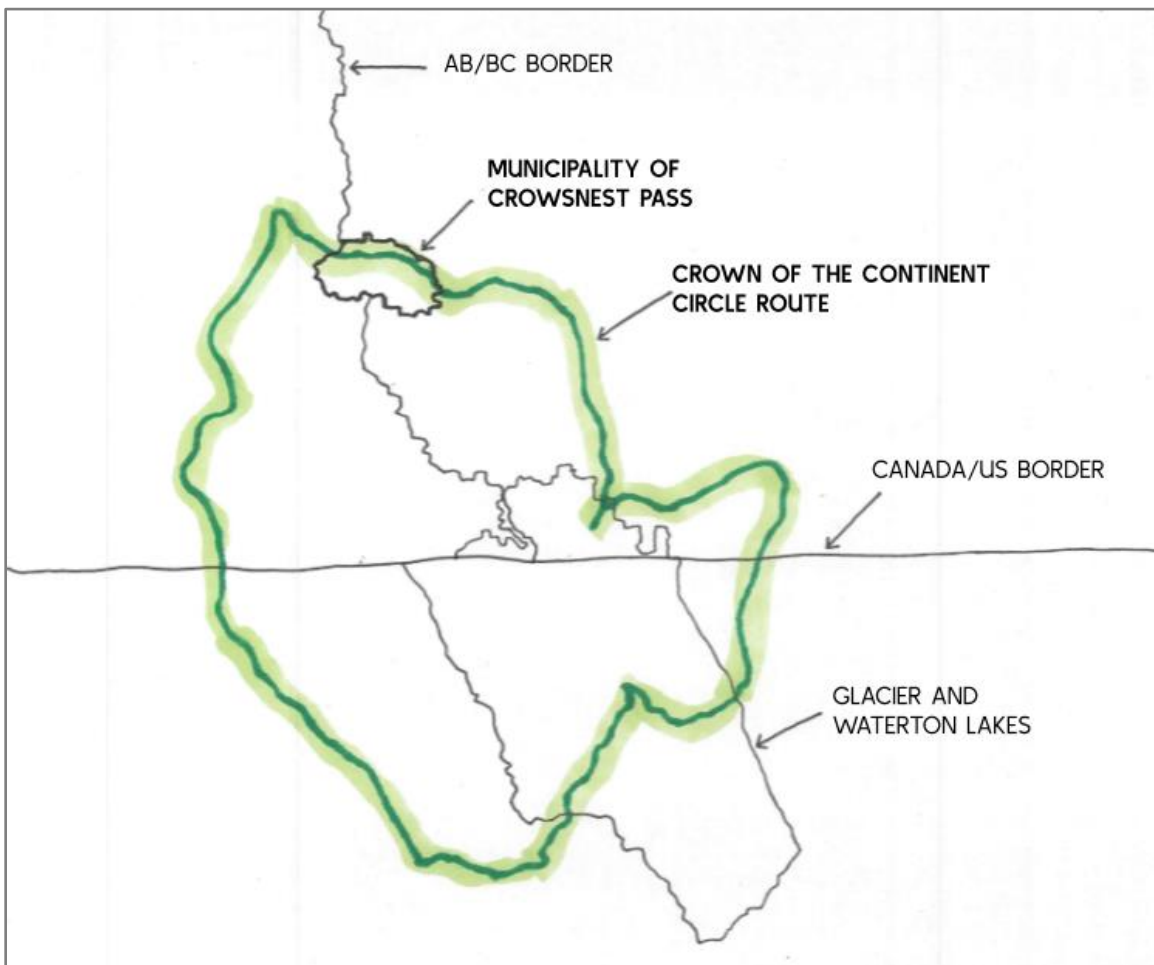 AB/BC BORDER
MUNICIPALITY OF
CROWSNEST PASS
CROWN OF THE CONTINENT
CIRCLE ROUTE
CANADA/US BORDER
GLACIER AND
WATERTON LAKES